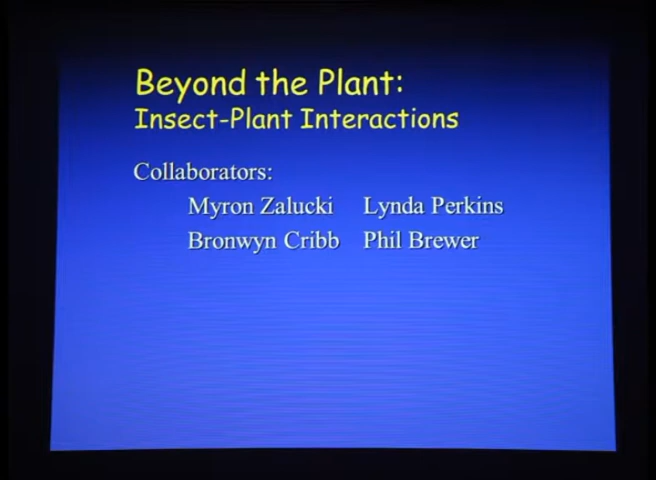 Beyond the Plant:
Insect-Plant Interactions
Collaborators:
Myron Zalucki Lynda Perkins
Bronwyn Cribb Phil Brewer